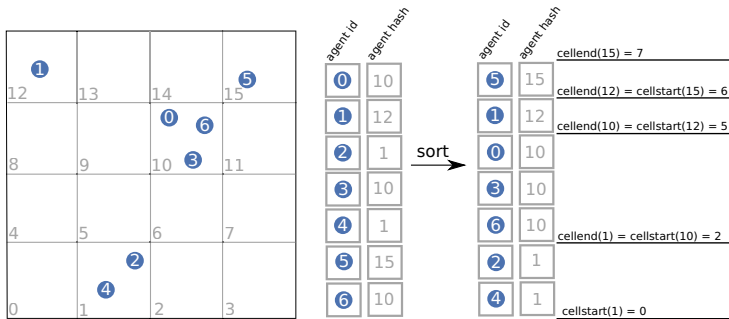 1 5
12 13 14 15
0 6
3
8 9 10 11
4 5 6 7
2
4
0 1 2 3
agent id agent hash
0 10
1 12
2 1
3 10
4 1
5 15
6 10
sort
agent id agent hash
5 15
1 12
0 10
3 10
6 10
2 1
4 1
cellend(15) = 7
cellend(12) = cellstart(15) = 6
cellend(10) = cellstart(12) = 5
cellend(1) = cellstart(10) = 2
cellstart(1) = 0